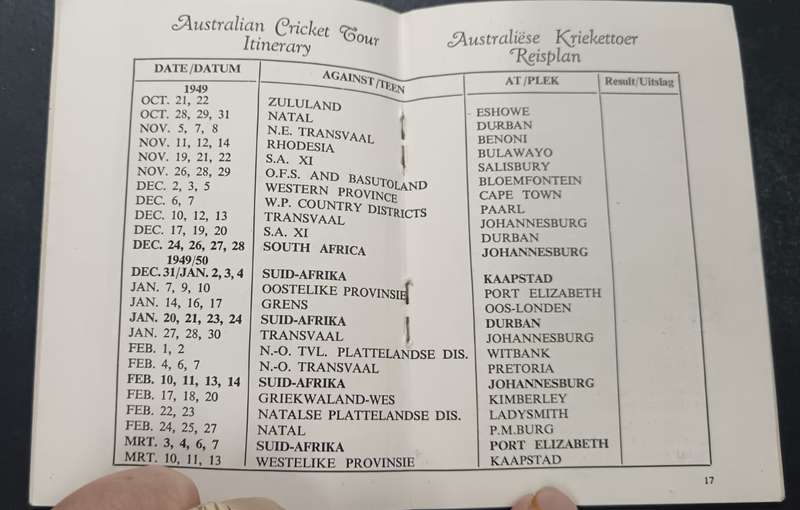 Australian Cricket Tour Itinerary
Australiëse Kriekettoer Reisplan
DATE/DATUM AGAINST/TEEN AT/PLEK Result/Uitslag
1949
OCT. 21, 22 ZULULAND ESHOWE
OCT. 28, 29, 31 NATAL DURBAN
NOV. 5, 7, 8 N.E. TRANSVAAL BENONI
NOV. 11, 12, 14 RHODESIA BULAWAYO
NOV. 19, 21, 22 S.A. XI SALISBURY
NOV. 26, 28, 29 O.F.S. AND BASUTOLAND BLOEMFONTEIN
DEC. 2, 3, 5 WESTERN PROVINCE CAPE TOWN
DEC. 6, 7 W.P. COUNTRY DISTRICTS PAARL
DEC. 10, 12, 13 TRANSVAAL JOHANNESBURG
DEC. 17, 19, 20 S.A. XI DURBAN
DEC. 24, 26, 27, 28 SOUTH AFRICA JOHANNESBURG
1949/50
DEC. 31/JAN. 2, 3, 4 SUID-AFRIKA KAAPSTAD
JAN. 7, 9, 10 OOSTELIKE PROVINSIE PORT ELIZABETH
JAN. 14, 16, 17 GRENS OOS-LONDEN
JAN. 20, 21, 23, 24 SUID-AFRIKA DURBAN
JAN. 27, 28, 30 TRANSVAAL JOHANNESBURG
FEB. 1, 2 N.-O. TVL. PLATTELANDSE DIS. WITBANK
FEB. 4, 6, 7 N.-O. TRANSVAAL PRETORIA
FEB. 10, 11, 13, 14 SUID-AFRIKA JOHANNESBURG
FEB. 17, 18, 20 GRIEKWALAND-WES KIMBERLEY
FEB. 22, 23 NATALSE PLATTELANDSE DIS. LADYSMITH
FEB. 24, 25, 27 NATAL P.M.BURG
MRT. 3, 4, 6, 7 SUID-AFRIKA PORT ELIZABETH
MRT. 10, 11, 13 WESTELIKE PROVINSIE KAAPSTAD
17